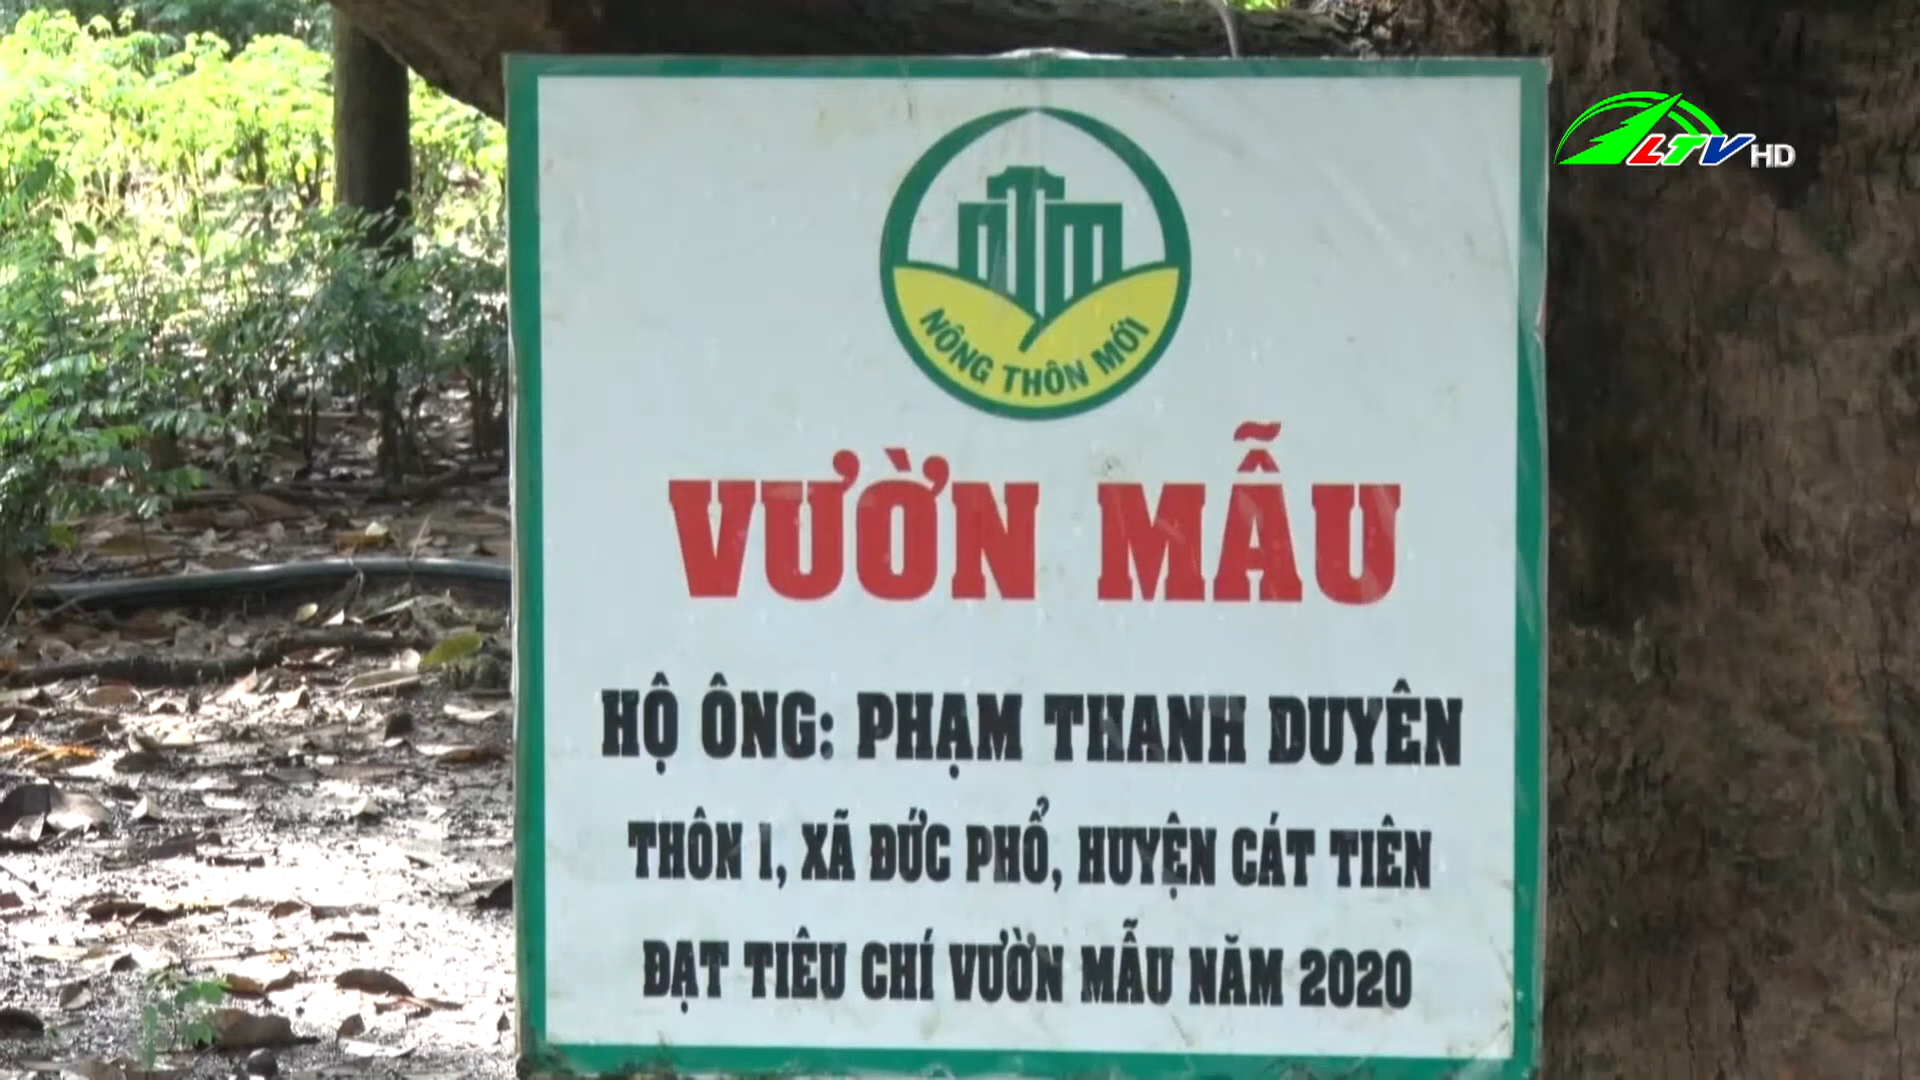 LTV HD
NÔNG THÔN MỚI
VƯỜN MẪU
HỘ ÔNG: PHẠM THANH DUYÊN
THÔN 1, XÃ ĐỨC PHỔ, HUYỆN CÁT TIÊN
ĐẠT TIÊU CHÍ VƯỜN MẪU NĂM 2020